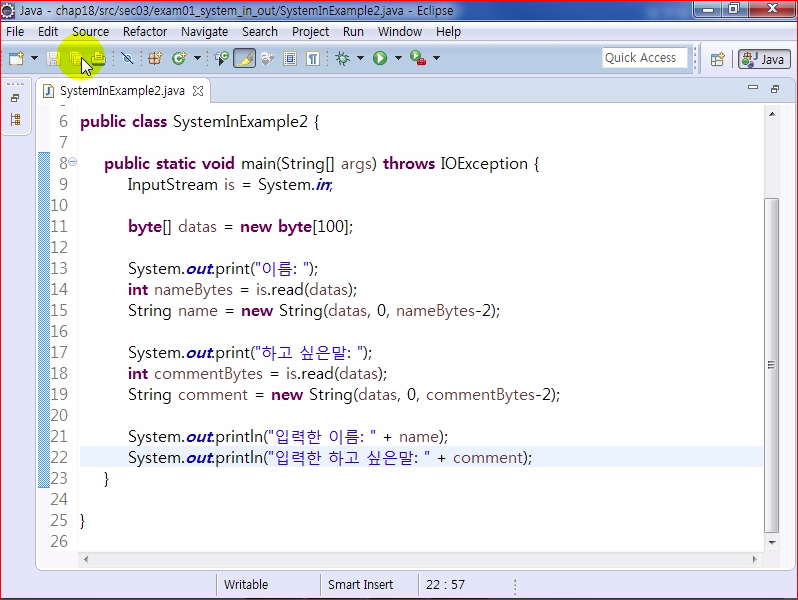 Java - chap18/src/sec03/exam01_system_in_out/SystemInExample2.java - Eclipse
File Edit Source Refactor Navigate Search Project Run Window Help
Quick Access
Java
SystemInExample2.java
6 public class SystemInExample2 {
7
8 public static void main(String[] args) throws IOException {
9 InputStream is = System.in;
10
11 byte[] datas = new byte[100];
12
13 System.out.print("이름: ");
14 int nameBytes = is.read(datas);
15 String name = new String(datas, 0, nameBytes-2);
16
17 System.out.print("하고 싶은말: ");
18 int commentBytes = is.read(datas);
19 String comment = new String(datas, 0, commentBytes-2);
20
21 System.out.println("입력한 이름: " + name);
22 System.out.println("입력한 하고 싶은말: " + comment);
23 }
24
25 }
26
Writable Smart Insert 22 : 57